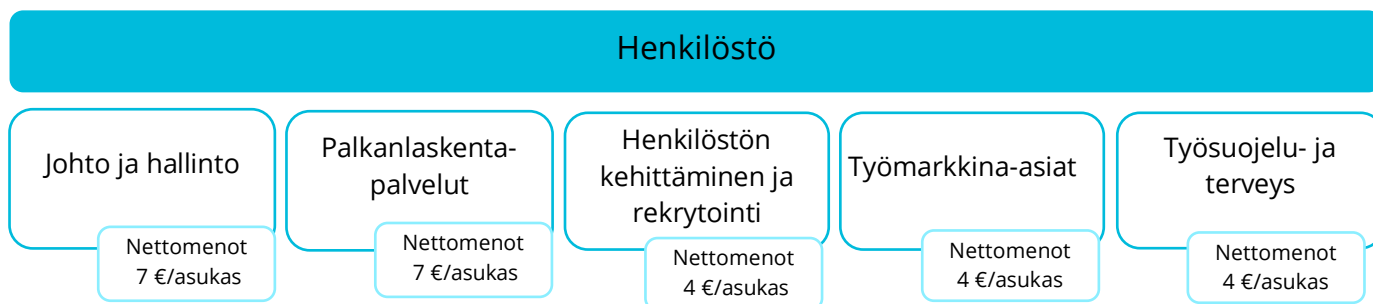 Henkilöstö
Johto ja hallinto
Nettomenot
7 €/asukas
Palkanlaskenta-
palvelut
Nettomenot
7 €/asukas
Henkilöstön
kehittäminen ja
rekrytointi
Nettomenot
4 €/asukas
Työmarkkina-asiat
Nettomenot
4 €/asukas
Työsuojelu- ja
terveys
Nettomenot
4 €/asukas